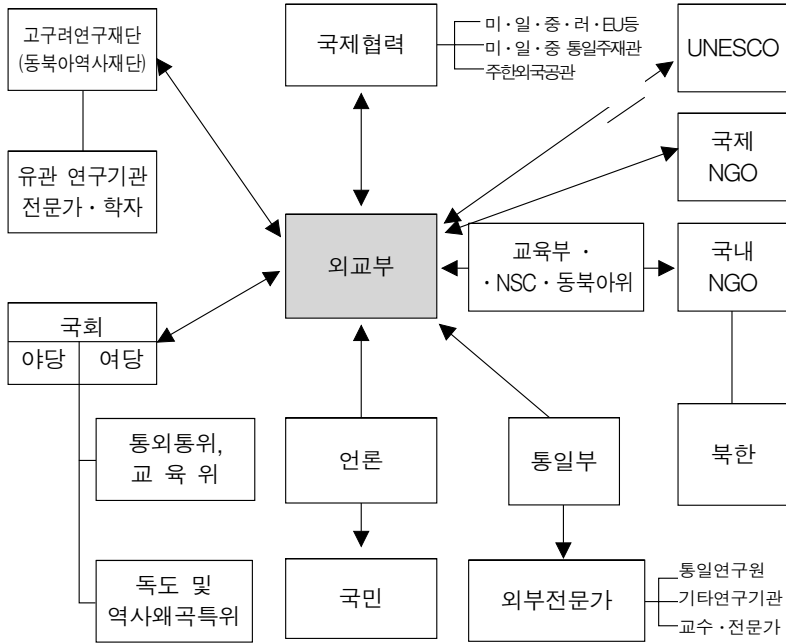 고구려연구재단
(동북아역사재단)
국제협력
미·일·중·러·EU등
미·일·중 통일주재관
주한외국공관
UNESCO
유관 연구기관
전문가·학자
국제
NGO
외교부
교육부 ·
·NSC·동북아위
국내
NGO
국회
야당
여당
통외통위,
교 육 위
언론
통일부
북한
독도 및
역사왜곡특위
국민
외부전문가
통일연구원
기타연구기관
교수·전문가